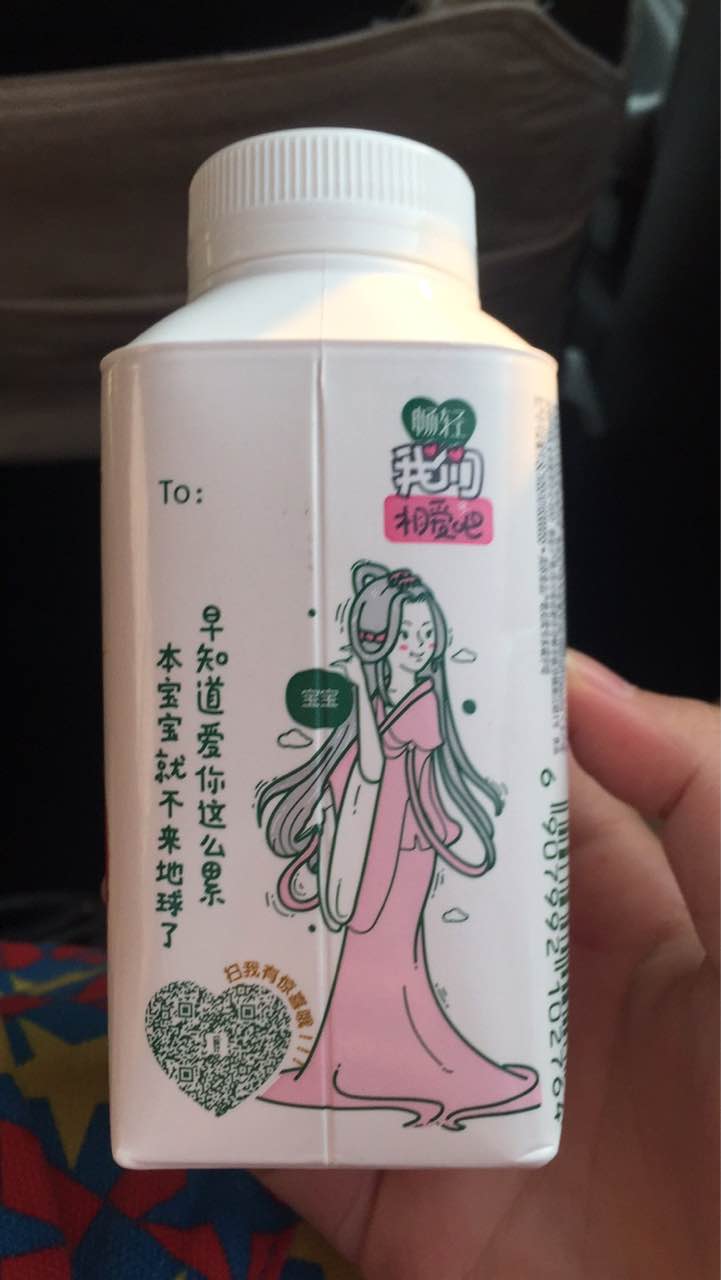 畅轻
我们
相爱吧
To:
早知道爱你这么累
本宝宝就不来地球了
宝宝
扫我有惊喜哦!!!
6 907992 102764